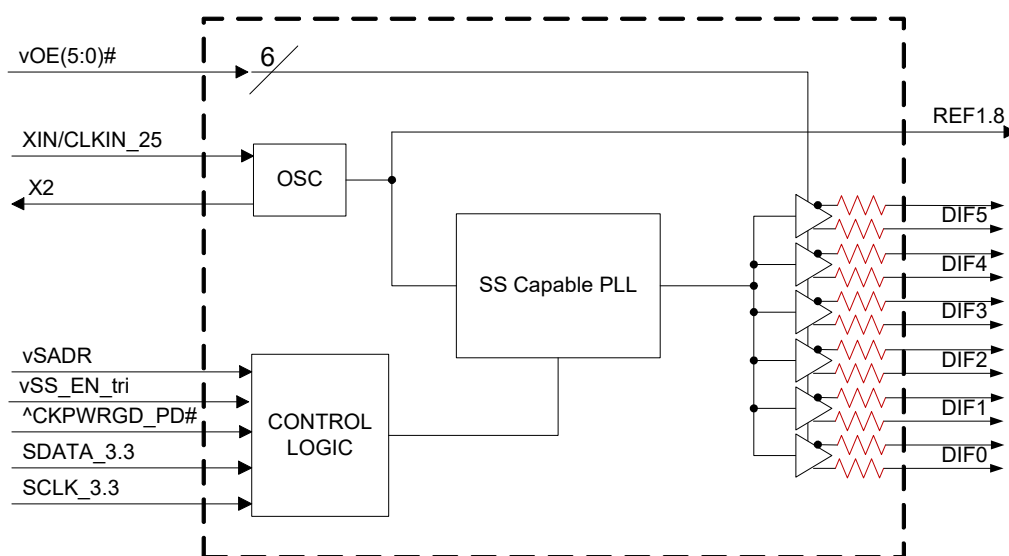 vOE(5:0)#
6
REF1.8
XIN/CLKIN_25
OSC
X2
DIF5
DIF4
SS Capable PLL
DIF3
vSADR
DIF2
vSS_EN_tri
^CKPWRGD_PD#
DIF1
CONTROL
LOGIC
SDATA_3.3
DIF0
SCLK_3.3